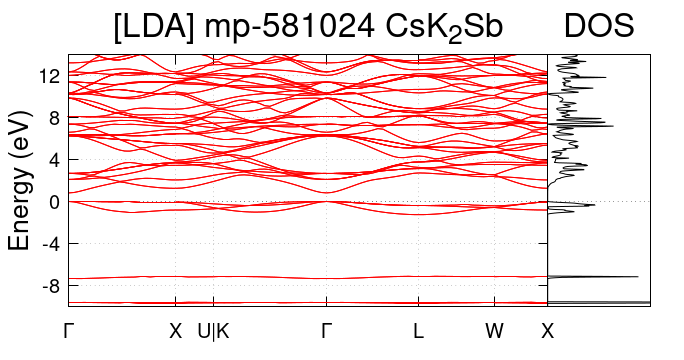 [LDA] mp-581024 CsK₂Sb DOS
Energy (eV)
12
8
4
0
-4
-8
Γ X U|K Γ L W X